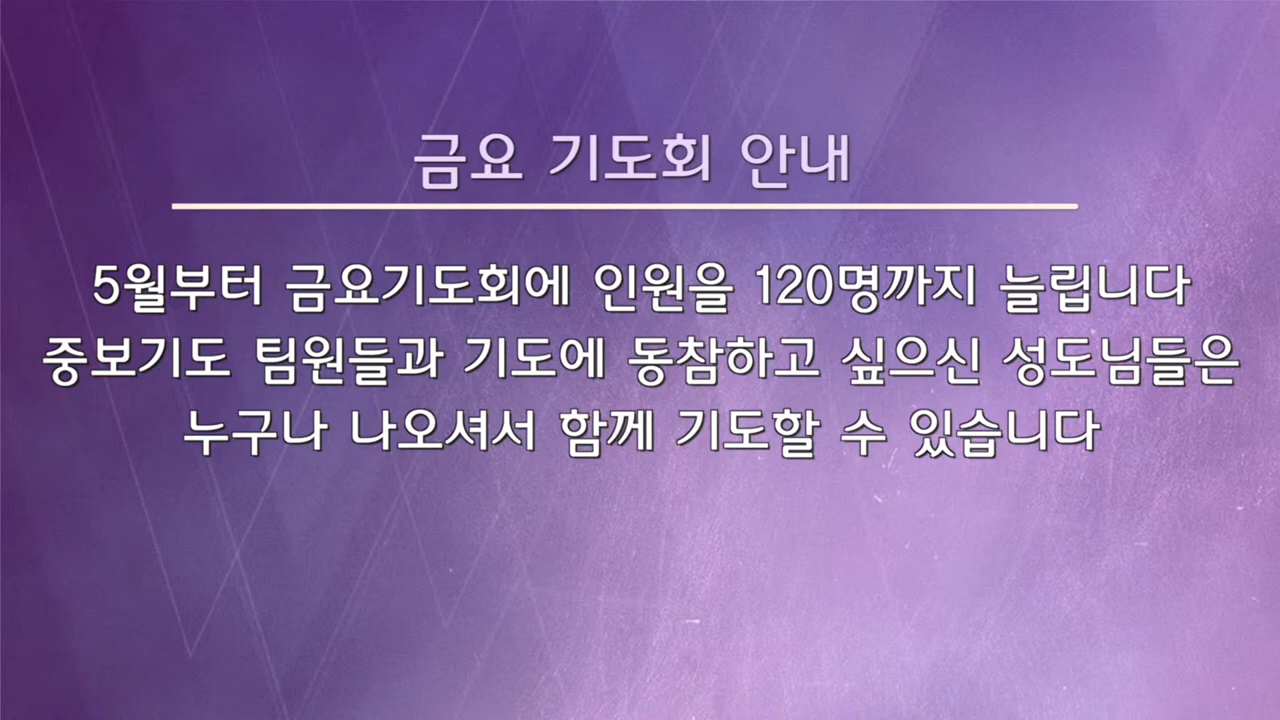 금요 기도회 안내
5월부터 금요기도회에 인원을 120명까지 늘립니다
중보기도 팀원들과 기도에 동참하고 싶으신 성도님들은
누구나 나오셔서 함께 기도할 수 있습니다